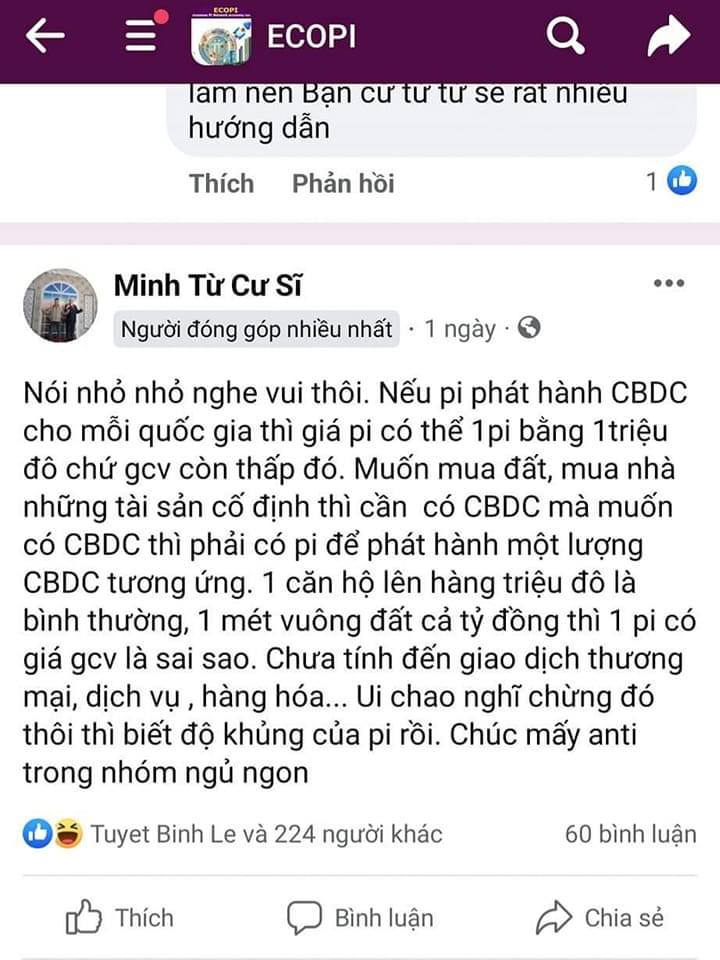 ECOPI
ECOPI
làm nên Bạn cứ từ từ sẽ rất nhiều
hướng dẫn
Thích Phản hồi 1
Minh Từ Cư Sĩ
Người đóng góp nhiều nhất · 1 ngày ·
Nói nhỏ nhỏ nghe vui thôi. Nếu pi phát hành CBDC
cho mỗi quốc gia thì giá pi có thể 1pi bằng 1triệu
đô chứ gcv còn thấp đó. Muốn mua đất, mua nhà
những tài sản cố định thì cần có CBDC mà muốn
có CBDC thì phải có pi để phát hành một lượng
CBDC tương ứng. 1 căn hộ lên hàng triệu đô là
bình thường, 1 mét vuông đất cả tỷ đồng thì 1 pi có
giá gcv là sai sao. Chưa tính đến giao dịch thương
mại, dịch vụ , hàng hóa... Ui chao nghĩ chừng đó
thôi thì biết độ khủng của pi rồi. Chúc mấy anti
trong nhóm ngủ ngon
Tuyet Binh Le và 224 người khác 60 bình luận
Thích Bình luận Chia sẻ